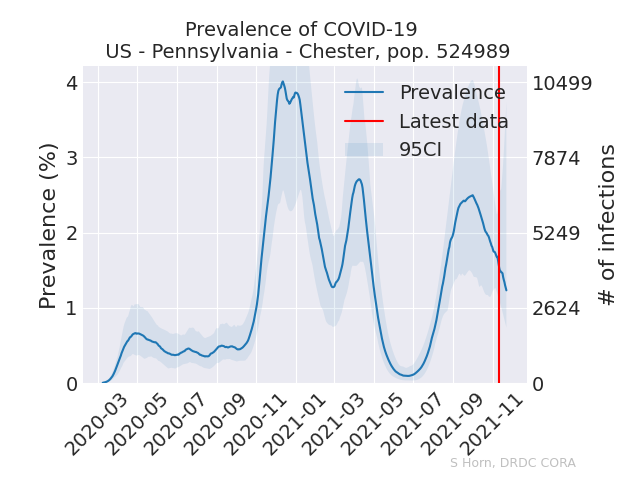 Prevalence of COVID-19
US - Pennsylvania - Chester, pop. 524989
Prevalence (%)
4
3
2
1
0
Prevalence
Latest data
95CI
10499
7874
5249
2624
0
# of infections
2020-03
2020-05
2020-07
2020-09
2020-11
2021-01
2021-03
2021-05
2021-07
2021-09
2021-11
S Horn, DRDC CORA